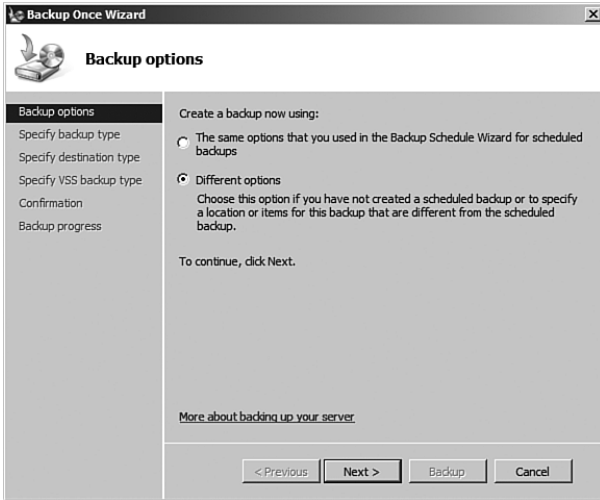 Backup Once Wizard
Backup options
Backup options
Specify backup type
Specify destination type
Specify VSS backup type
Confirmation
Backup progress
Create a backup now using:
The same options that you used in the Backup Schedule Wizard for scheduled
backups
Different options
Choose this option if you have not created a scheduled backup or to specify
a location or items for this backup that are different from the scheduled
backup.
To continue, click Next.
More about backing up your server
< Previous
Next >
Backup
Cancel